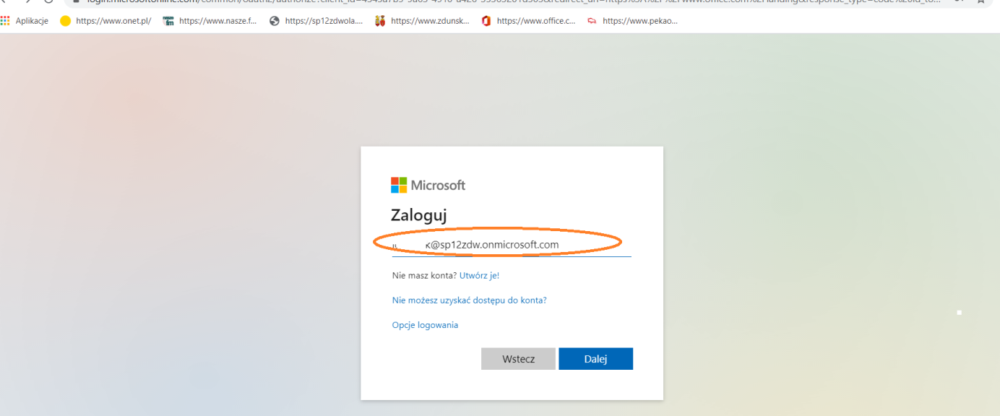 Aplikacje https://www.onet.pl/ https://www.nasze.f... https://sp12zdwola.... https://www.zdunsk... https://www.office.c... https://www.pekao...
Microsoft
Zaloguj
k@sp12zdw.onmicrosoft.com
Nie masz konta? Utwórz je!
Nie możesz uzyskać dostępu do konta?
Opcje logowania
Wstecz Dalej